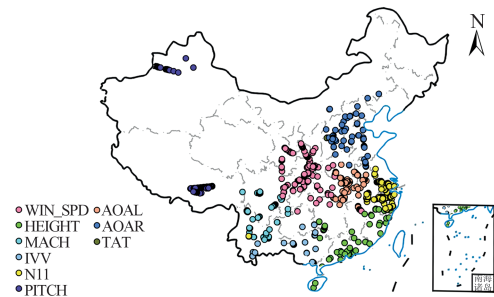 N
WIN_SPD
HEIGHT
MACH
IVV
N11
PITCH
AOAL
AOAR
TAT
南海
诸岛